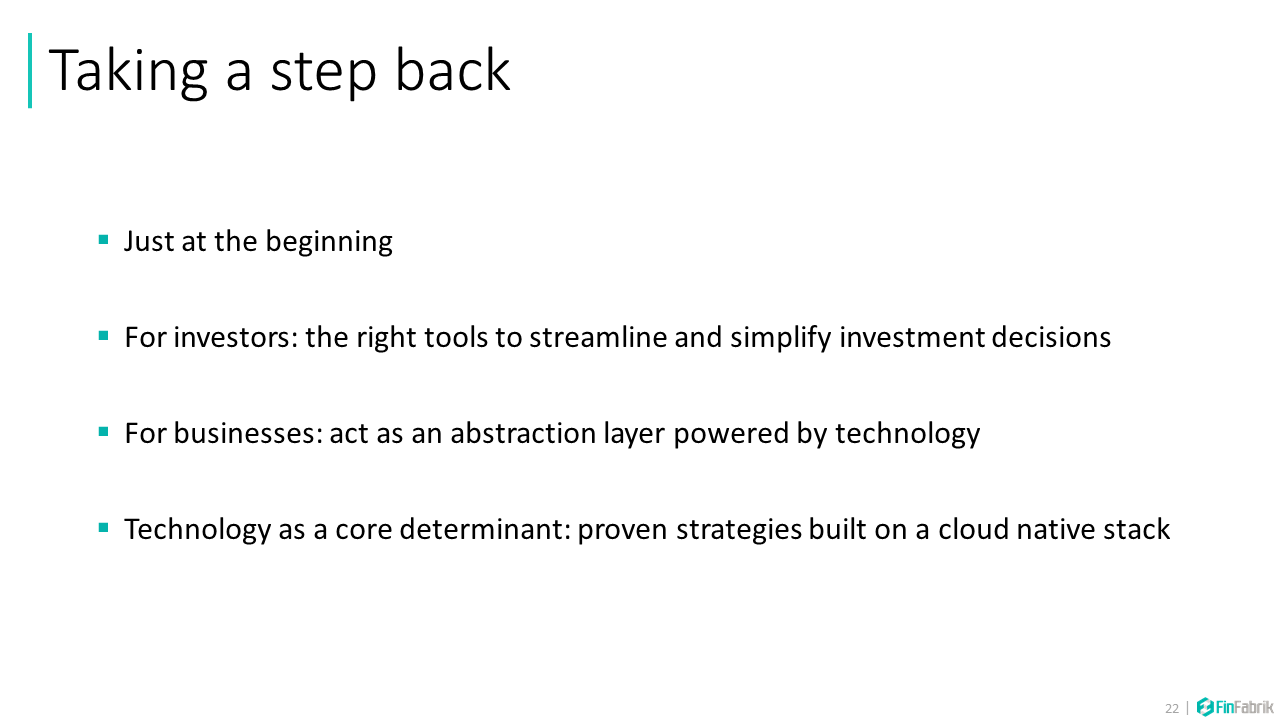 Taking a step back
▪ Just at the beginning
▪ For investors: the right tools to streamline and simplify investment decisions
▪ For businesses: act as an abstraction layer powered by technology
▪ Technology as a core determinant: proven strategies built on a cloud native stack
22 | FinFabrik